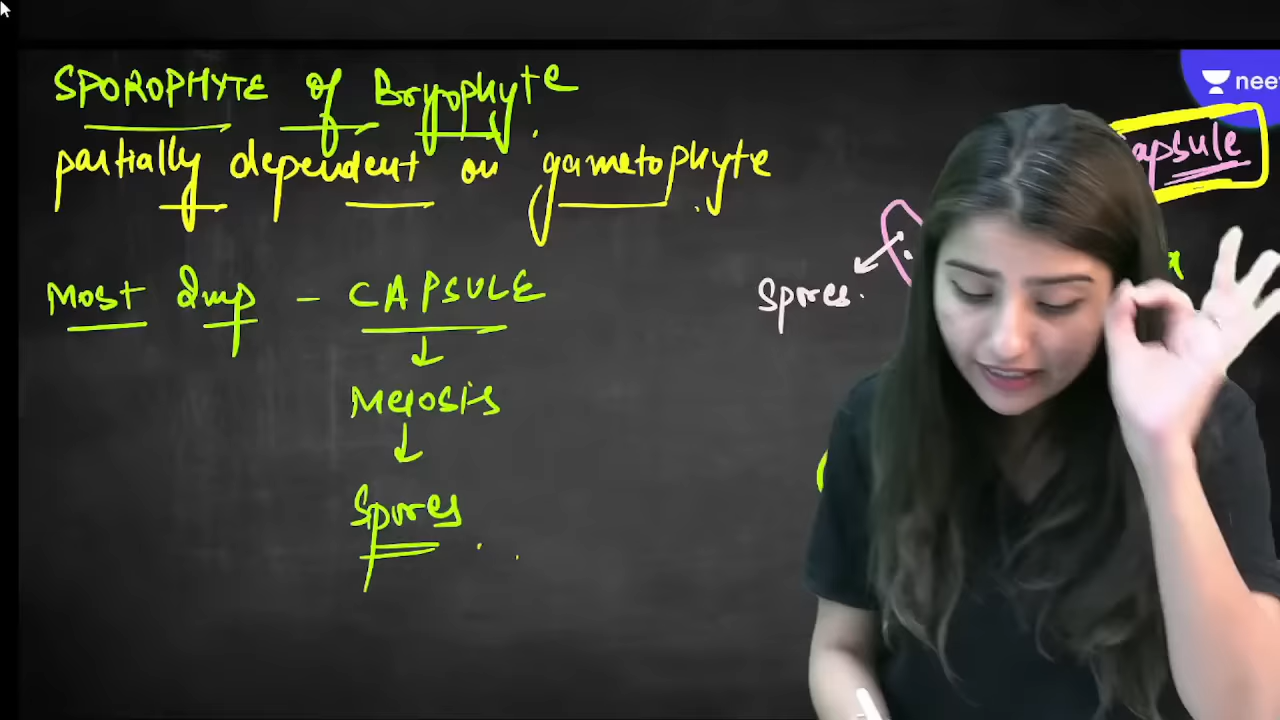 SPOROPHYTE of Bryophyte.
partially dependent on gametophyte.
Most Imp - CAPSULE
Meiosis
Spores
Spores.
apsule
neet